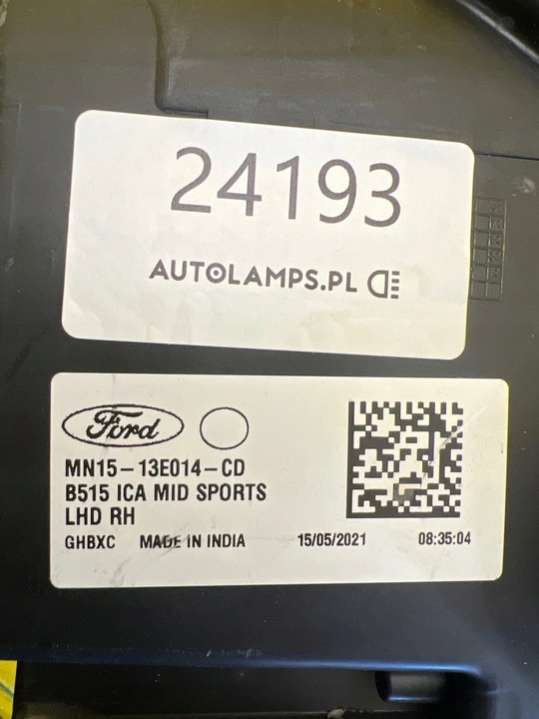 24193
AUTOLAMPS.PL
Ford
MN15-13E014-CD
B515 ICA MID SPORTS
LHD RH
GHBXC MADE IN INDIA 15/05/2021 08:35:04